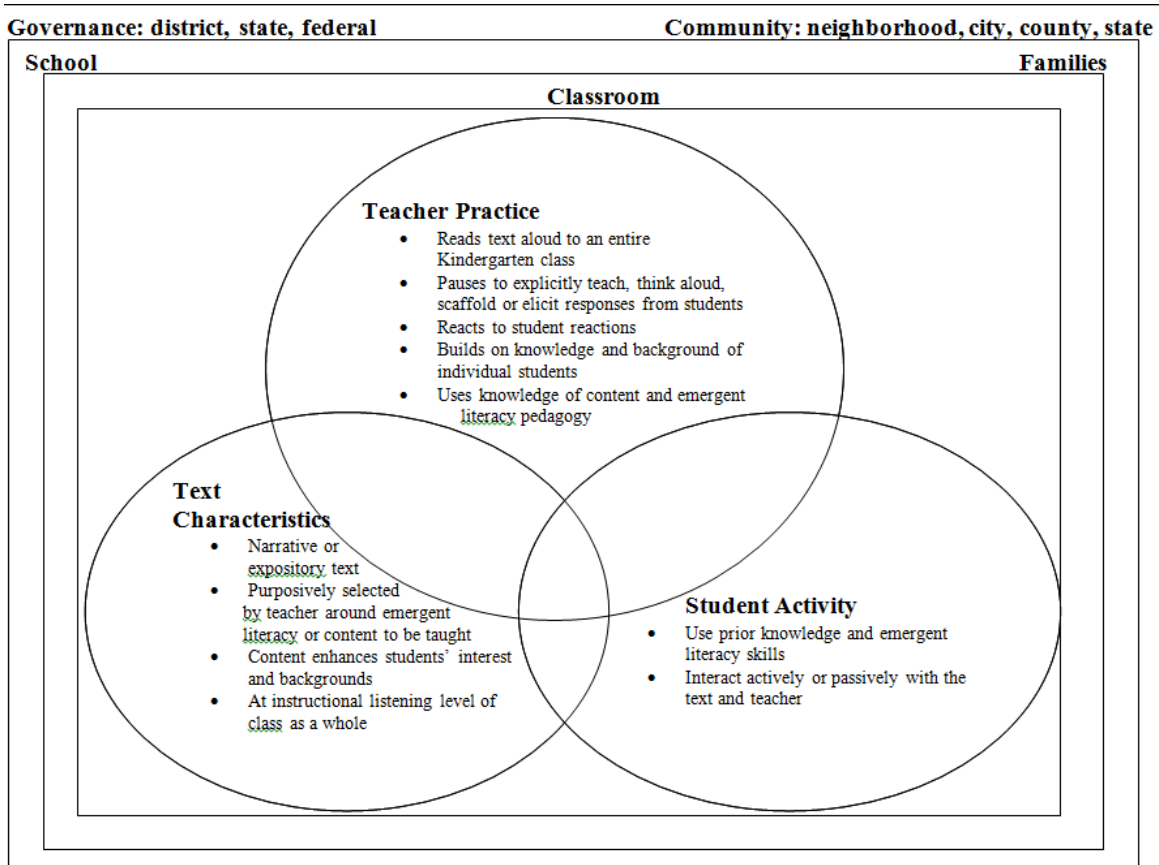 Governance: district, state, federal
Community: neighborhood, city, county, state
School
Families
Classroom
Teacher Practice
• Reads text aloud to an entire
Kindergarten class
• Pauses to explicitly teach, think aloud,
scaffold or elicit responses from students
• Reacts to student reactions
• Builds on knowledge and background of
individual students
• Uses knowledge of content and emergent
literacy pedagogy
Text
Characteristics
• Narrative or
expository text
• Purposively selected
by teacher around emergent
literacy or content to be taught
• Content enhances students’ interest
and backgrounds
• At instructional listening level of
class as a whole
Student Activity
• Use prior knowledge and emergent
literacy skills
• Interact actively or passively with the
text and teacher